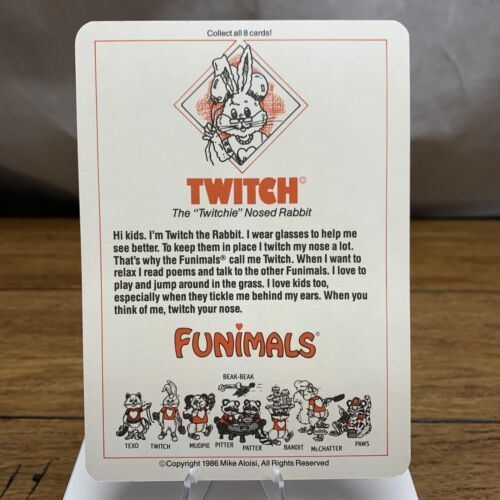 Collect all 8 cards!
TWITCH©
The "Twitchie" Nosed Rabbit
Hi kids. I'm Twitch the Rabbit. I wear glasses to help me
see better. To keep them in place I twitch my nose a lot.
That's why the Funimals® call me Twitch. When I want to
relax I read poems and talk to the other Funimals. I love to
play and jump around in the grass. I love kids too,
especially when they tickle me behind my ears. When you
think of me, twitch your nose.
FUNIMALS®
BEAK-BEAK
TEXO TWITCH MUDPIE PITTER PATTER BANDIT McCHATTER PAWS
©Copyright 1986 Mike Aloisi, All Rights Reserved